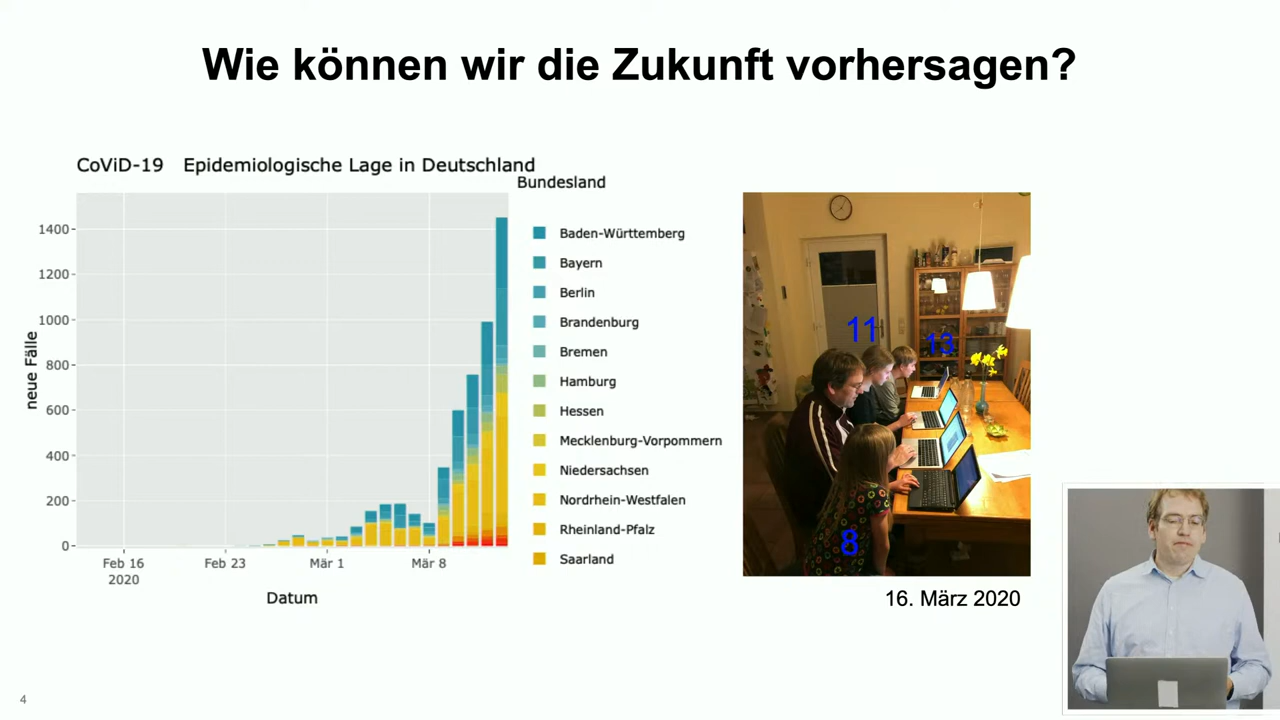 Wie können wir die Zukunft vorhersagen?
CoViD-19 Epidemiologische Lage in Deutschland
Bundesland
neue Fälle
1400
1200
1000
800
600
400
200
0
Feb 16
2020
Feb 23
Mär 1
Mär 8
Datum
Baden-Württemberg
Bayern
Berlin
Brandenburg
Bremen
Hamburg
Hessen
Mecklenburg-Vorpommern
Niedersachsen
Nordrhein-Westfalen
Rheinland-Pfalz
Saarland
11
13
8
16. März 2020
4